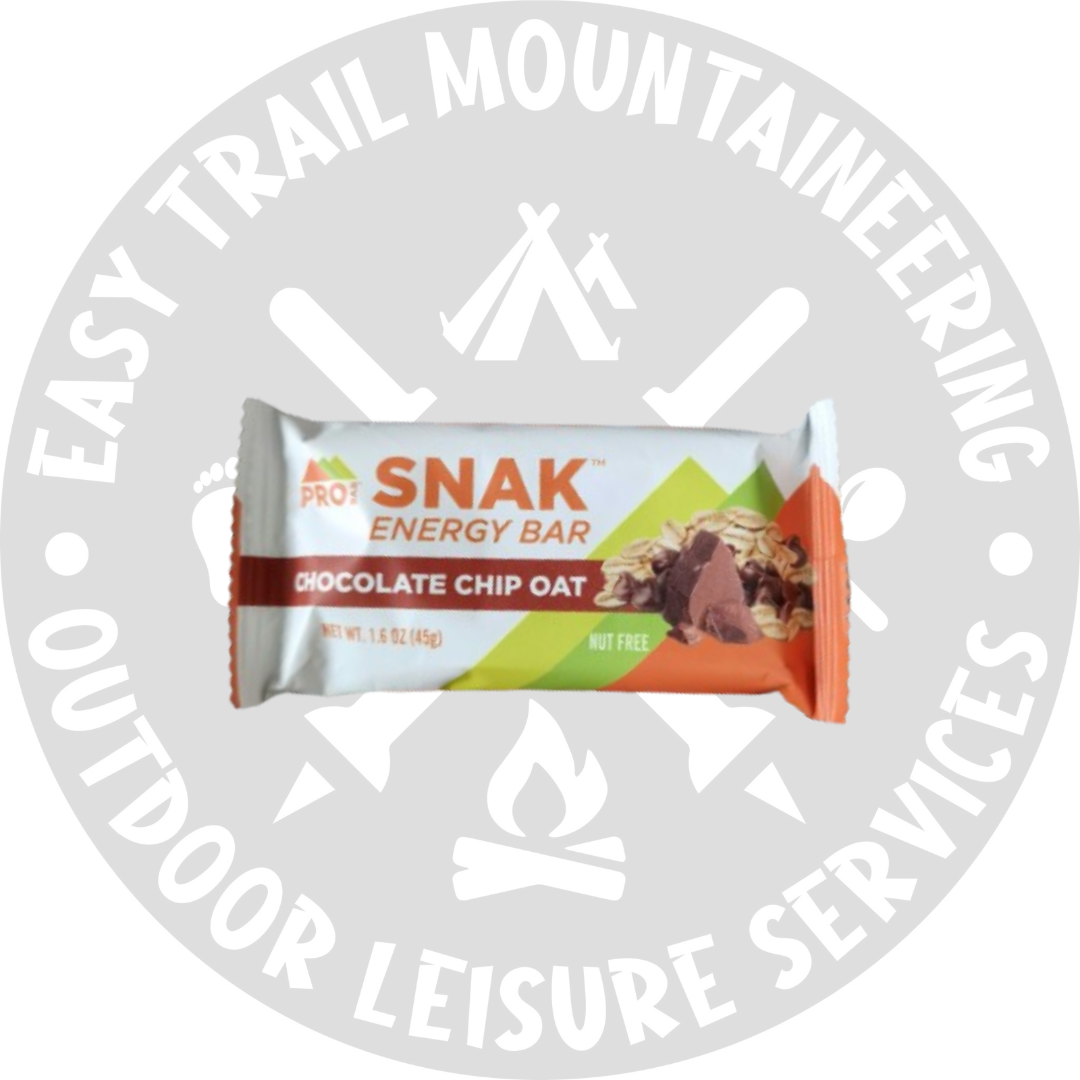 EASY TRAIL MOUNTAINEERING
PRO
BAR
SNAK™
ENERGY BAR
CHOCOLATE CHIP OAT
NET WT. 1.6 OZ (45g)
NUT FREE
OUTDOOR LEISURE SERVICES